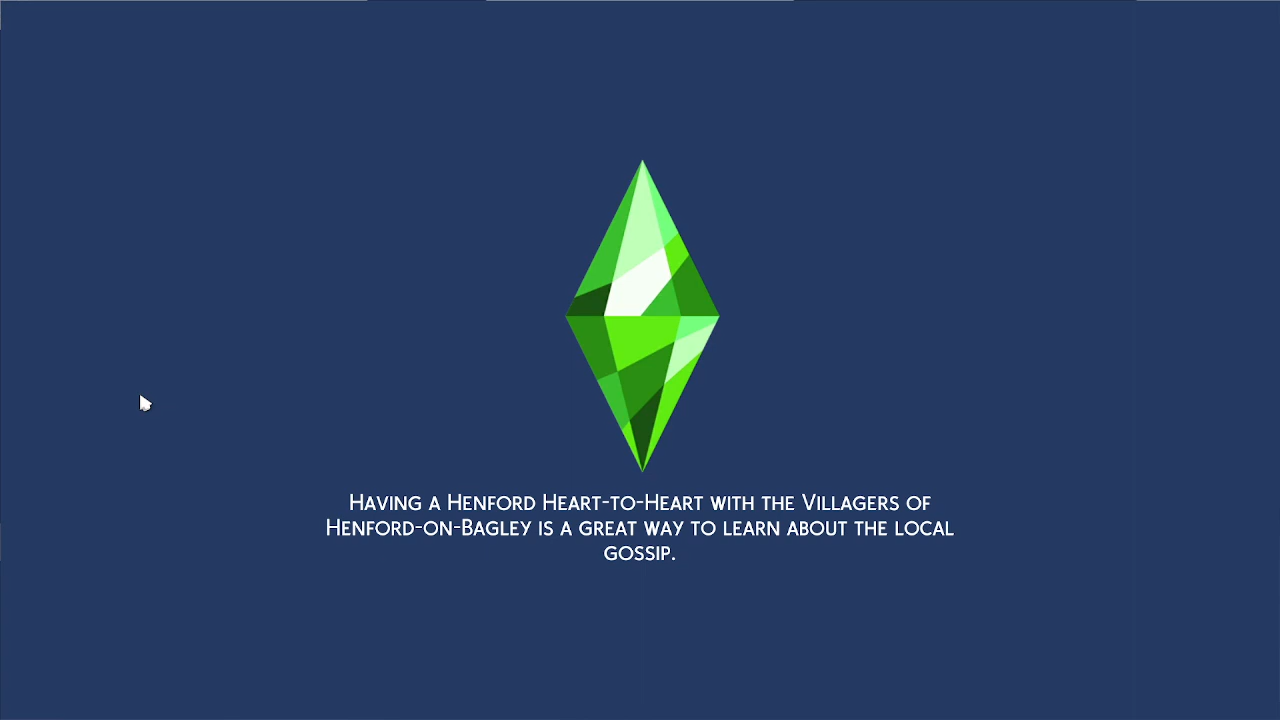 Having a Henford Heart-to-Heart with the Villagers of
Henford-on-Bagley is a great way to learn about the local
gossip.